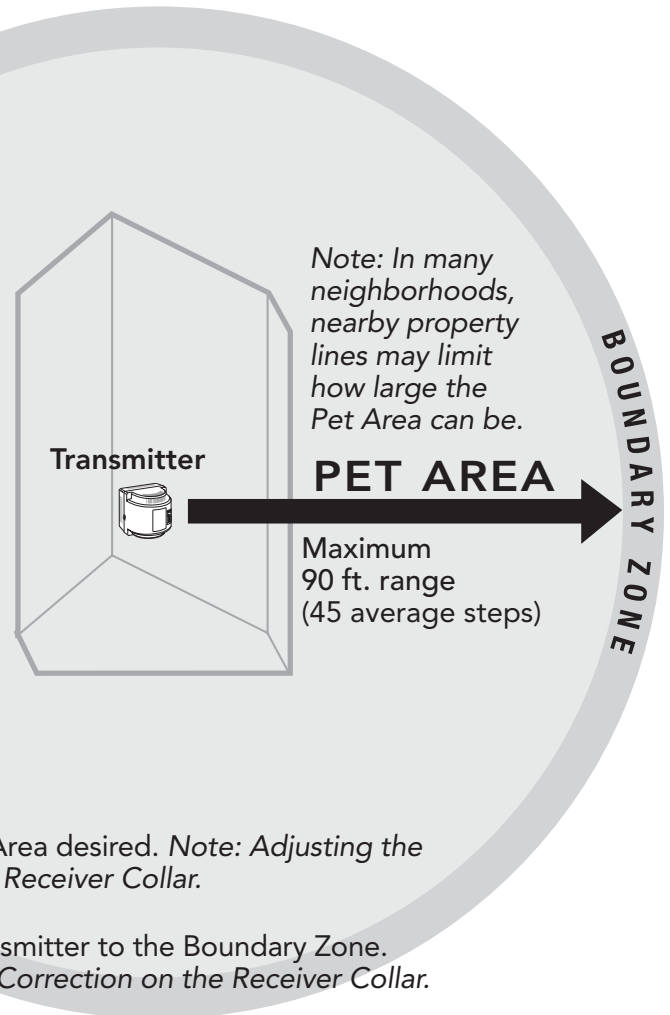 Note: In many
neighborhoods,
nearby property
lines may limit
how large the
Pet Area can be.
BOUNDARY ZONE
Transmitter
PET AREA
Maximum
90 ft. range
(45 average steps)
Area desired. Note: Adjusting the
Receiver Collar.
smitter to the Boundary Zone.
Correction on the Receiver Collar.